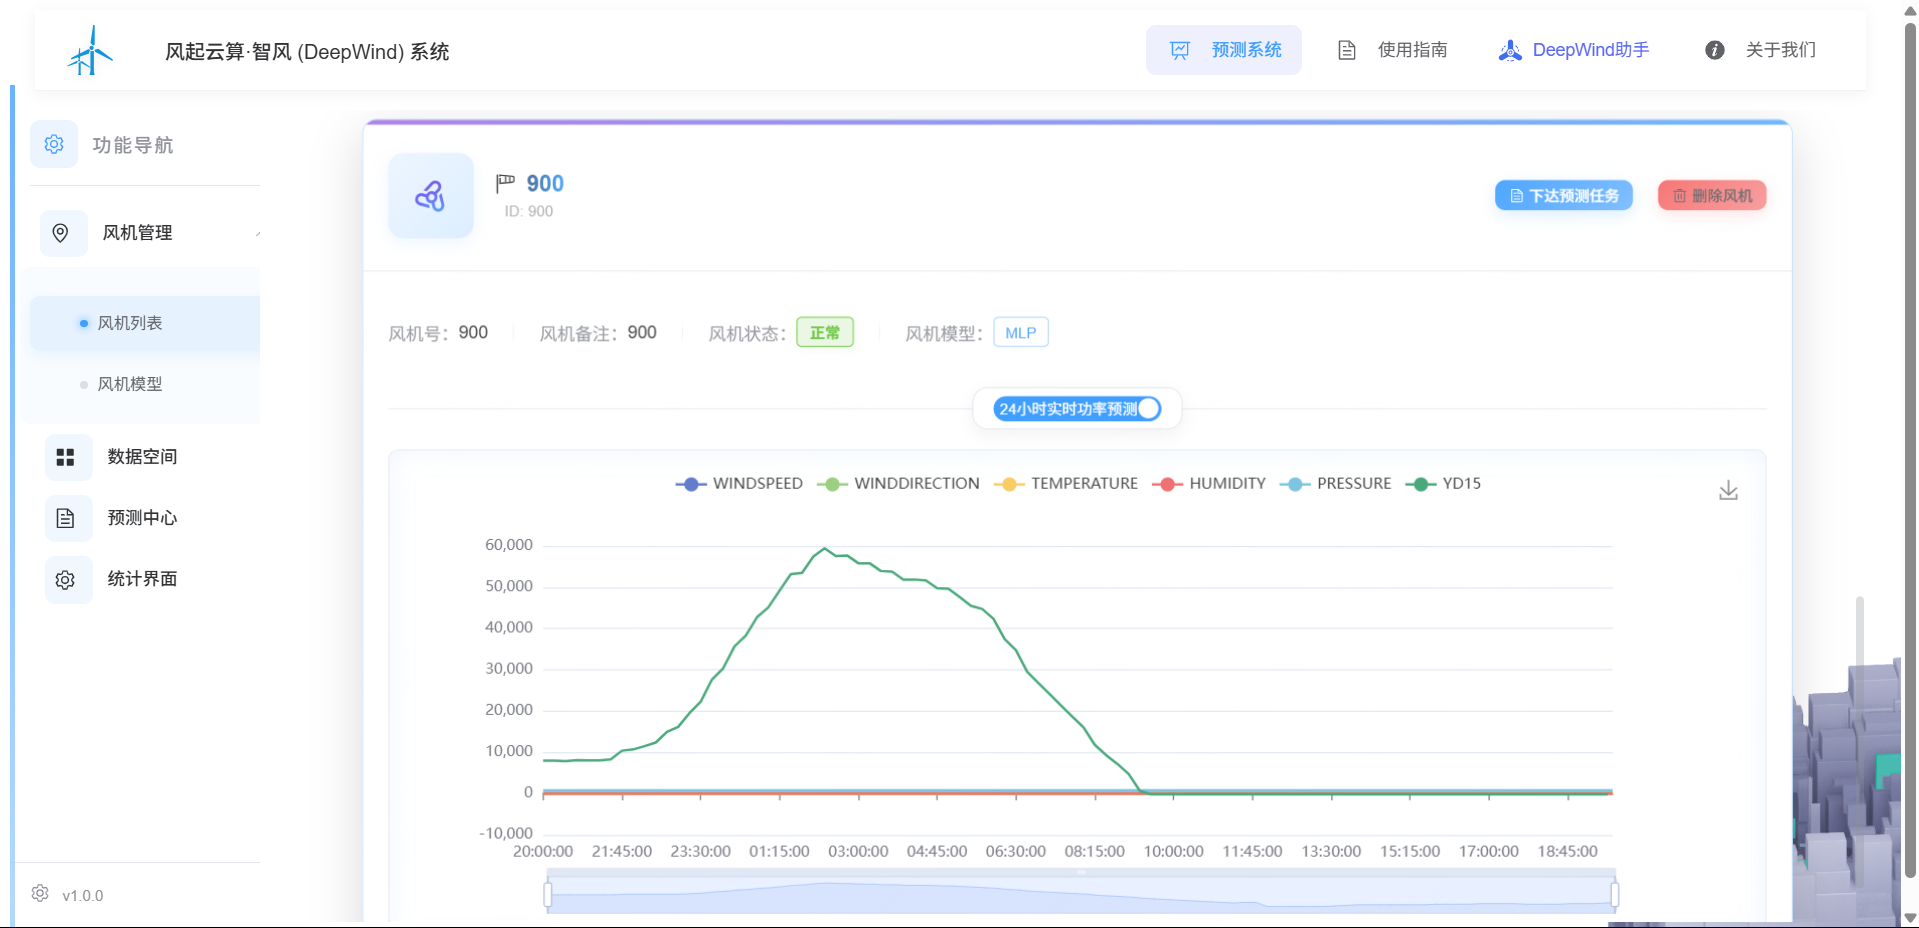 风起云算·智风 (DeepWind) 系统
预测系统
使用指南
DeepWind助手
关于我们
功能导航
风机管理
风机列表
风机模型
数据空间
预测中心
统计界面
v1.0.0
900
ID: 900
下达预测任务
删除风机
风机号： 900
风机备注： 900
风机状态： 正常
风机模型： MLP
24小时实时功率预测
WINDSPEED WINDDIRECTION TEMPERATURE HUMIDITY PRESSURE YD15
60,000
50,000
40,000
30,000
20,000
10,000
0
-10,000
20:00:00 21:45:00 23:30:00 01:15:00 03:00:00 04:45:00 06:30:00 08:15:00 10:00:00 11:45:00 13:30:00 15:15:00 17:00:00 18:45:00